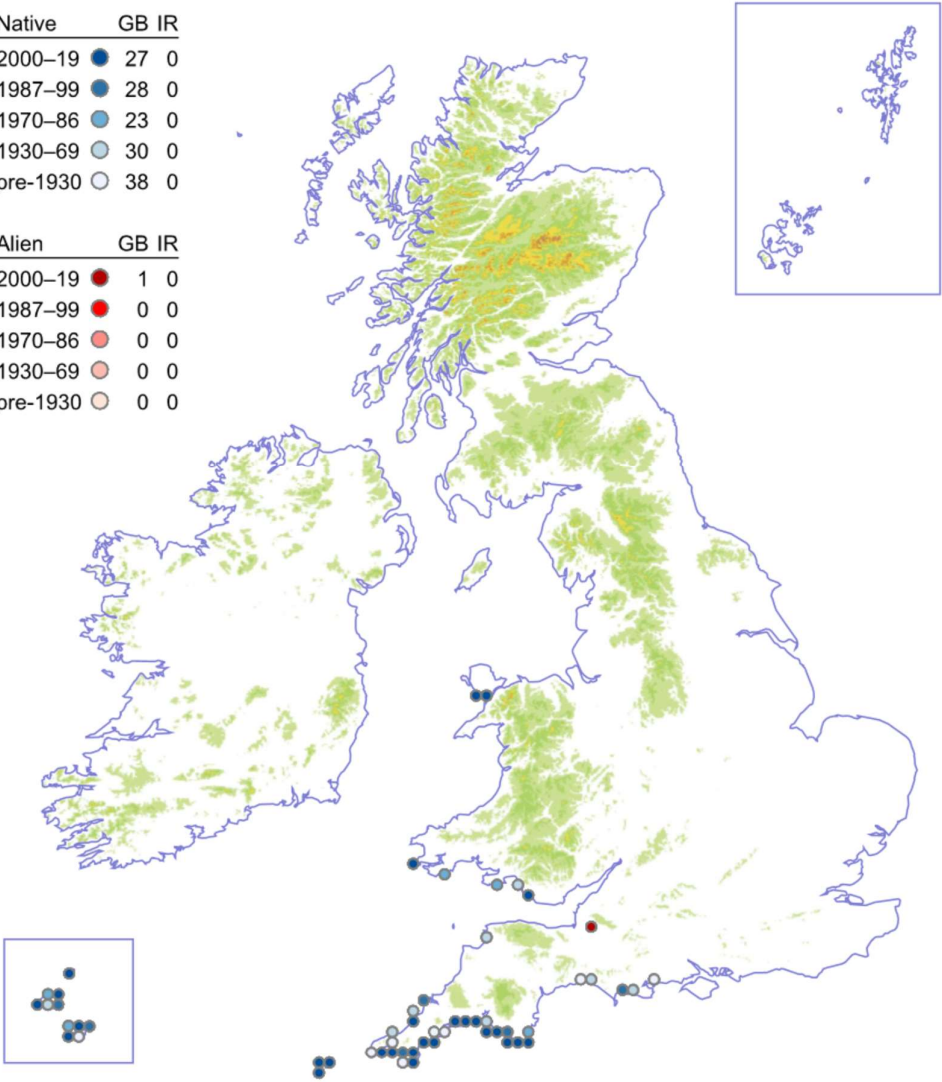 Native GB IR
2000–19 27 0
1987–99 28 0
1970–86 23 0
1930–69 30 0
ore-1930 38 0
Alien GB IR
2000–19 1 0
1987–99 0 0
1970–86 0 0
1930–69 0 0
ore-1930 0 0